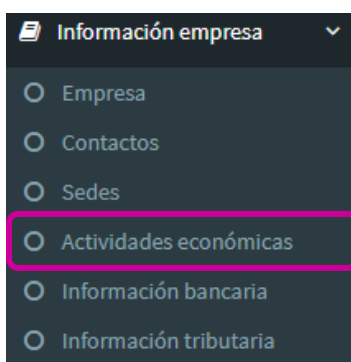 Información empresa
Empresa
Contactos
Sedes
Actividades económicas
Información bancaria
Información tributaria